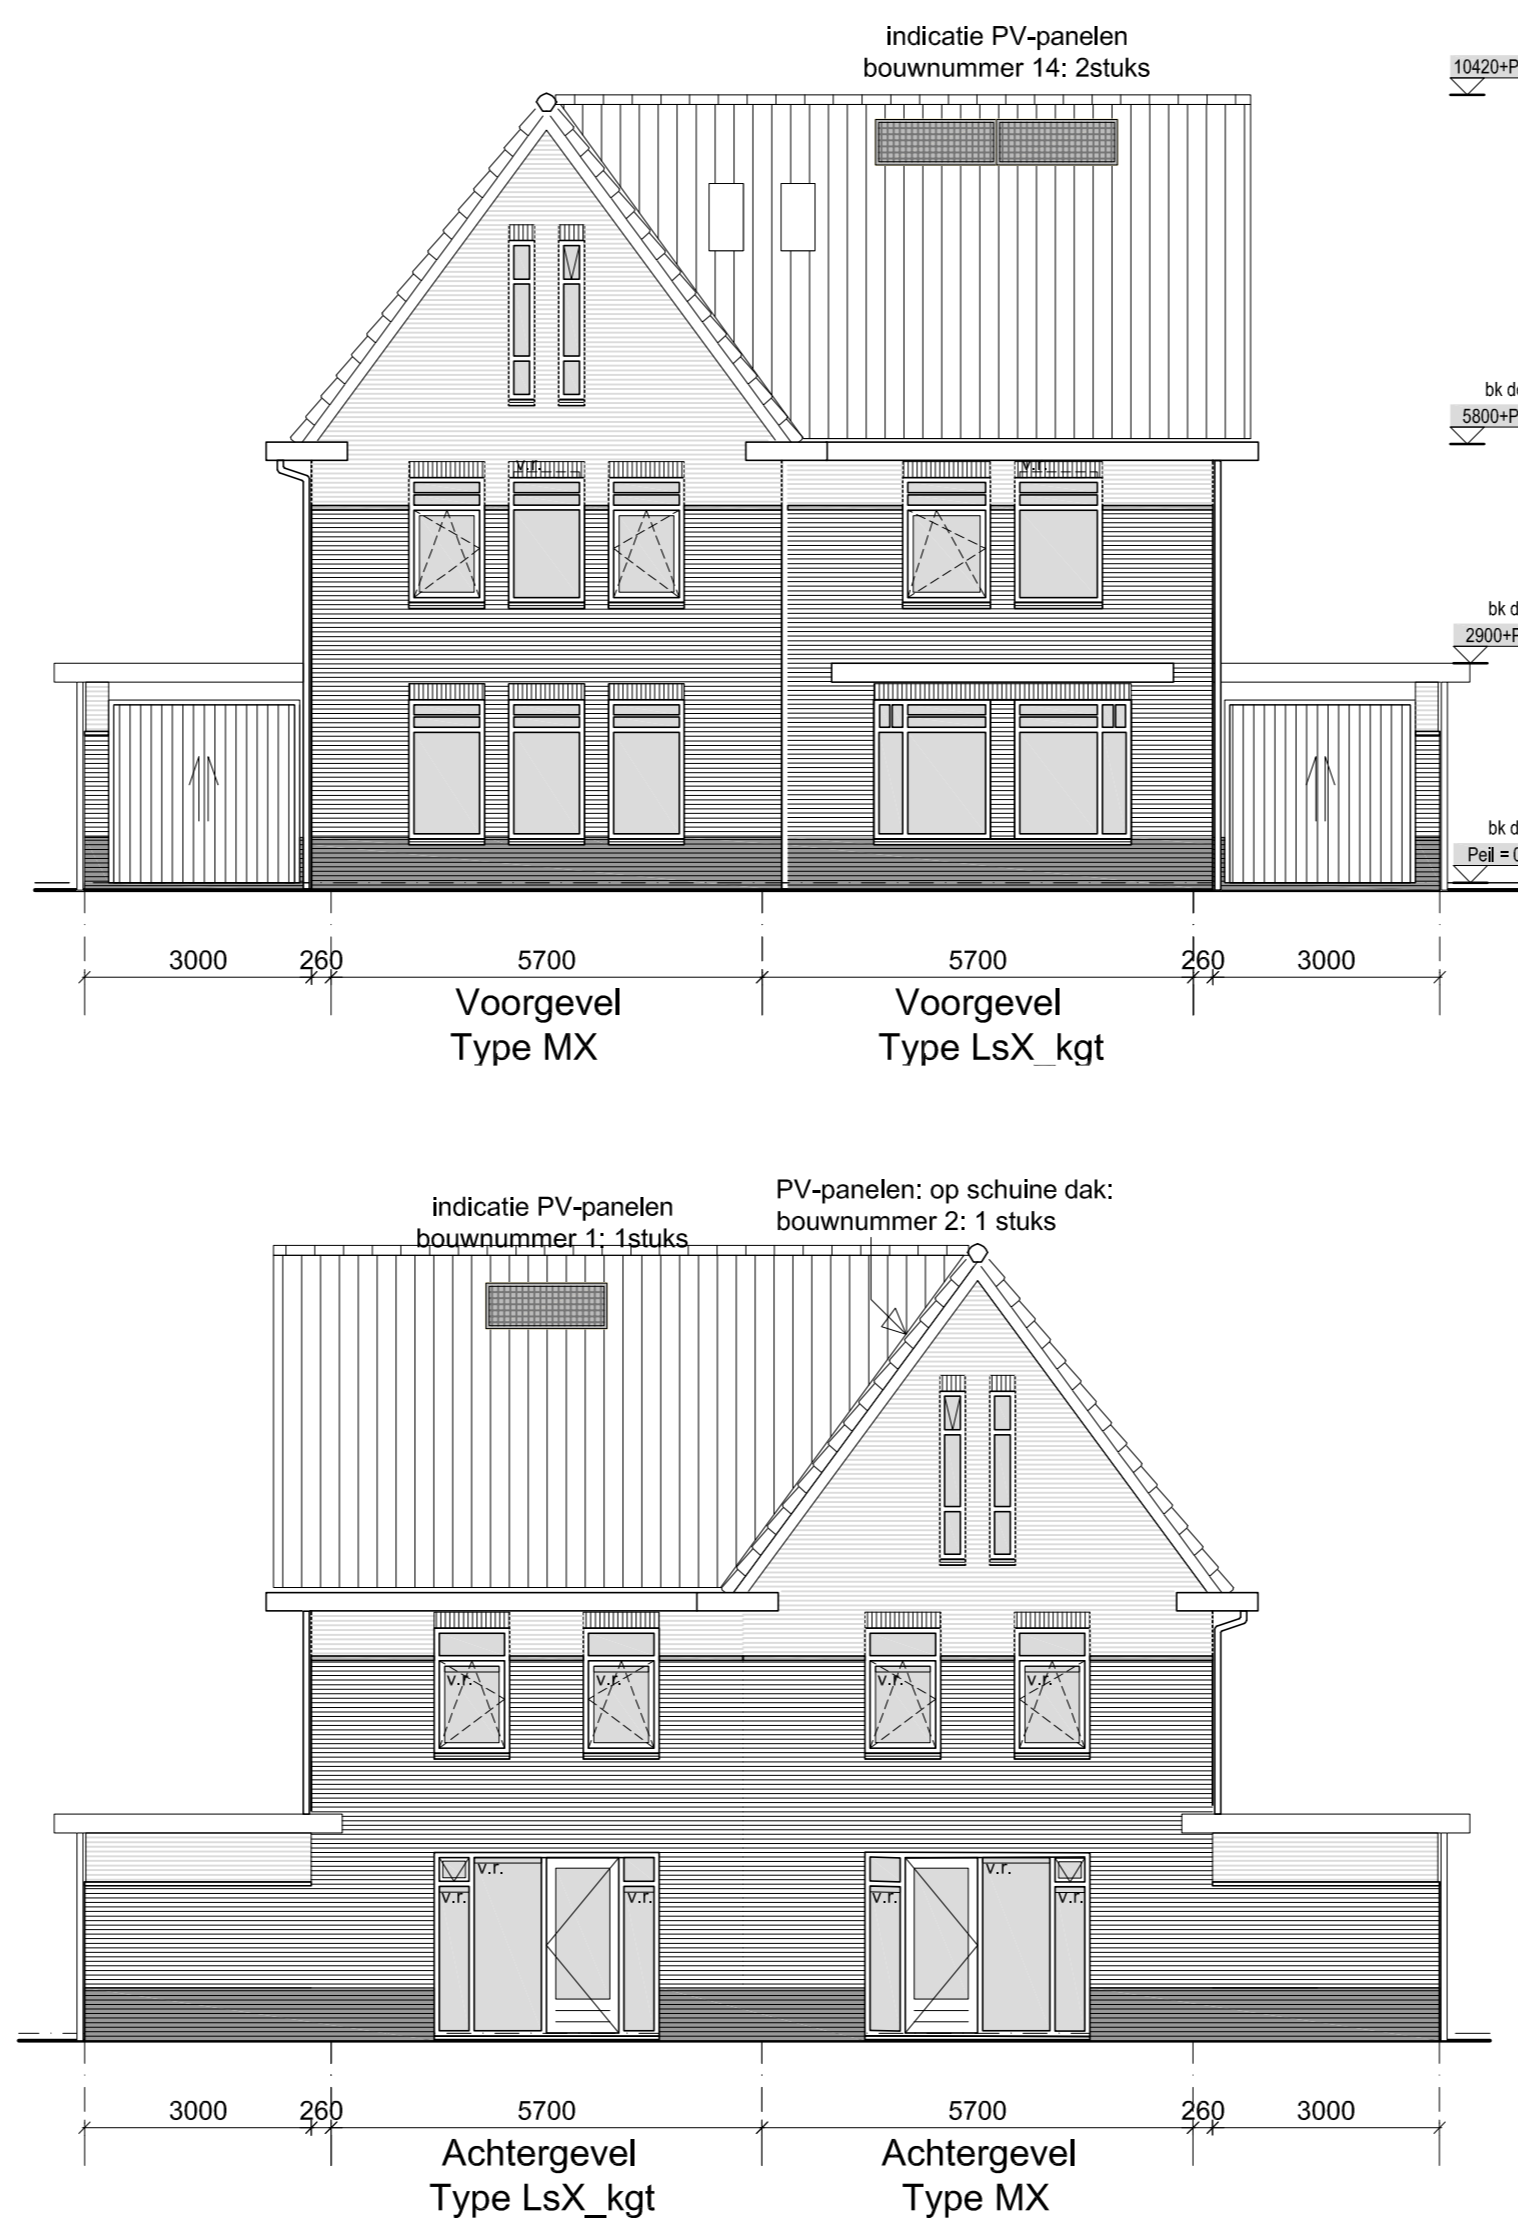 indicatie PV-panelen
bouwnummer 14: 2stuks
10420+P
bk d
5800+P
v.r.
v.r.
bk d
2900+P
bk d
Peil = 0
3000 260 5700 5700 260 3000
Voorgevel
Type MX
Voorgevel
Type LsX_kgt
indicatie PV-panelen
bouwnummer 1: 1stuks
PV-panelen: op schuine dak:
bouwnummer 2: 1 stuks
v.r. v.r. v.r. v.r.
v.r. v.r.
v.r. v.r. v.r. v.r.
3000 260 5700 5700 260 3000
Achtergevel
Type LsX_kgt
Achtergevel
Type MX